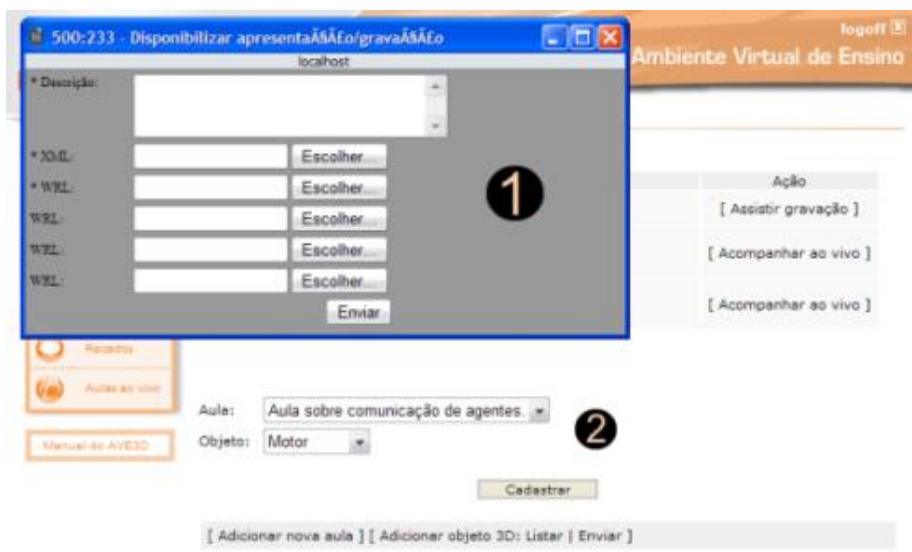 500:233 - Disponibilizar apresentaÃ§Ã£o/gravaÃ§Ã£o
localhost
logoff
Ambiente Virtual de Ensino
* Descrição:
* XML: Escolher...
* WRL: Escolher...
WRL: Escolher...
WRL: Escolher...
WRL: Escolher...
Enviar
1
Ação
[ Assistir gravação ]
[ Acompanhar ao vivo ]
[ Acompanhar ao vivo ]
Recados
Aulas ao vivo
Manual do AVE3D
Aula: Aula sobre comunicação de agentes.
Objeto: Motor
2
Cadastrar
[ Adicionar nova aula ] [ Adicionar objeto 3D: Listar | Enviar ]